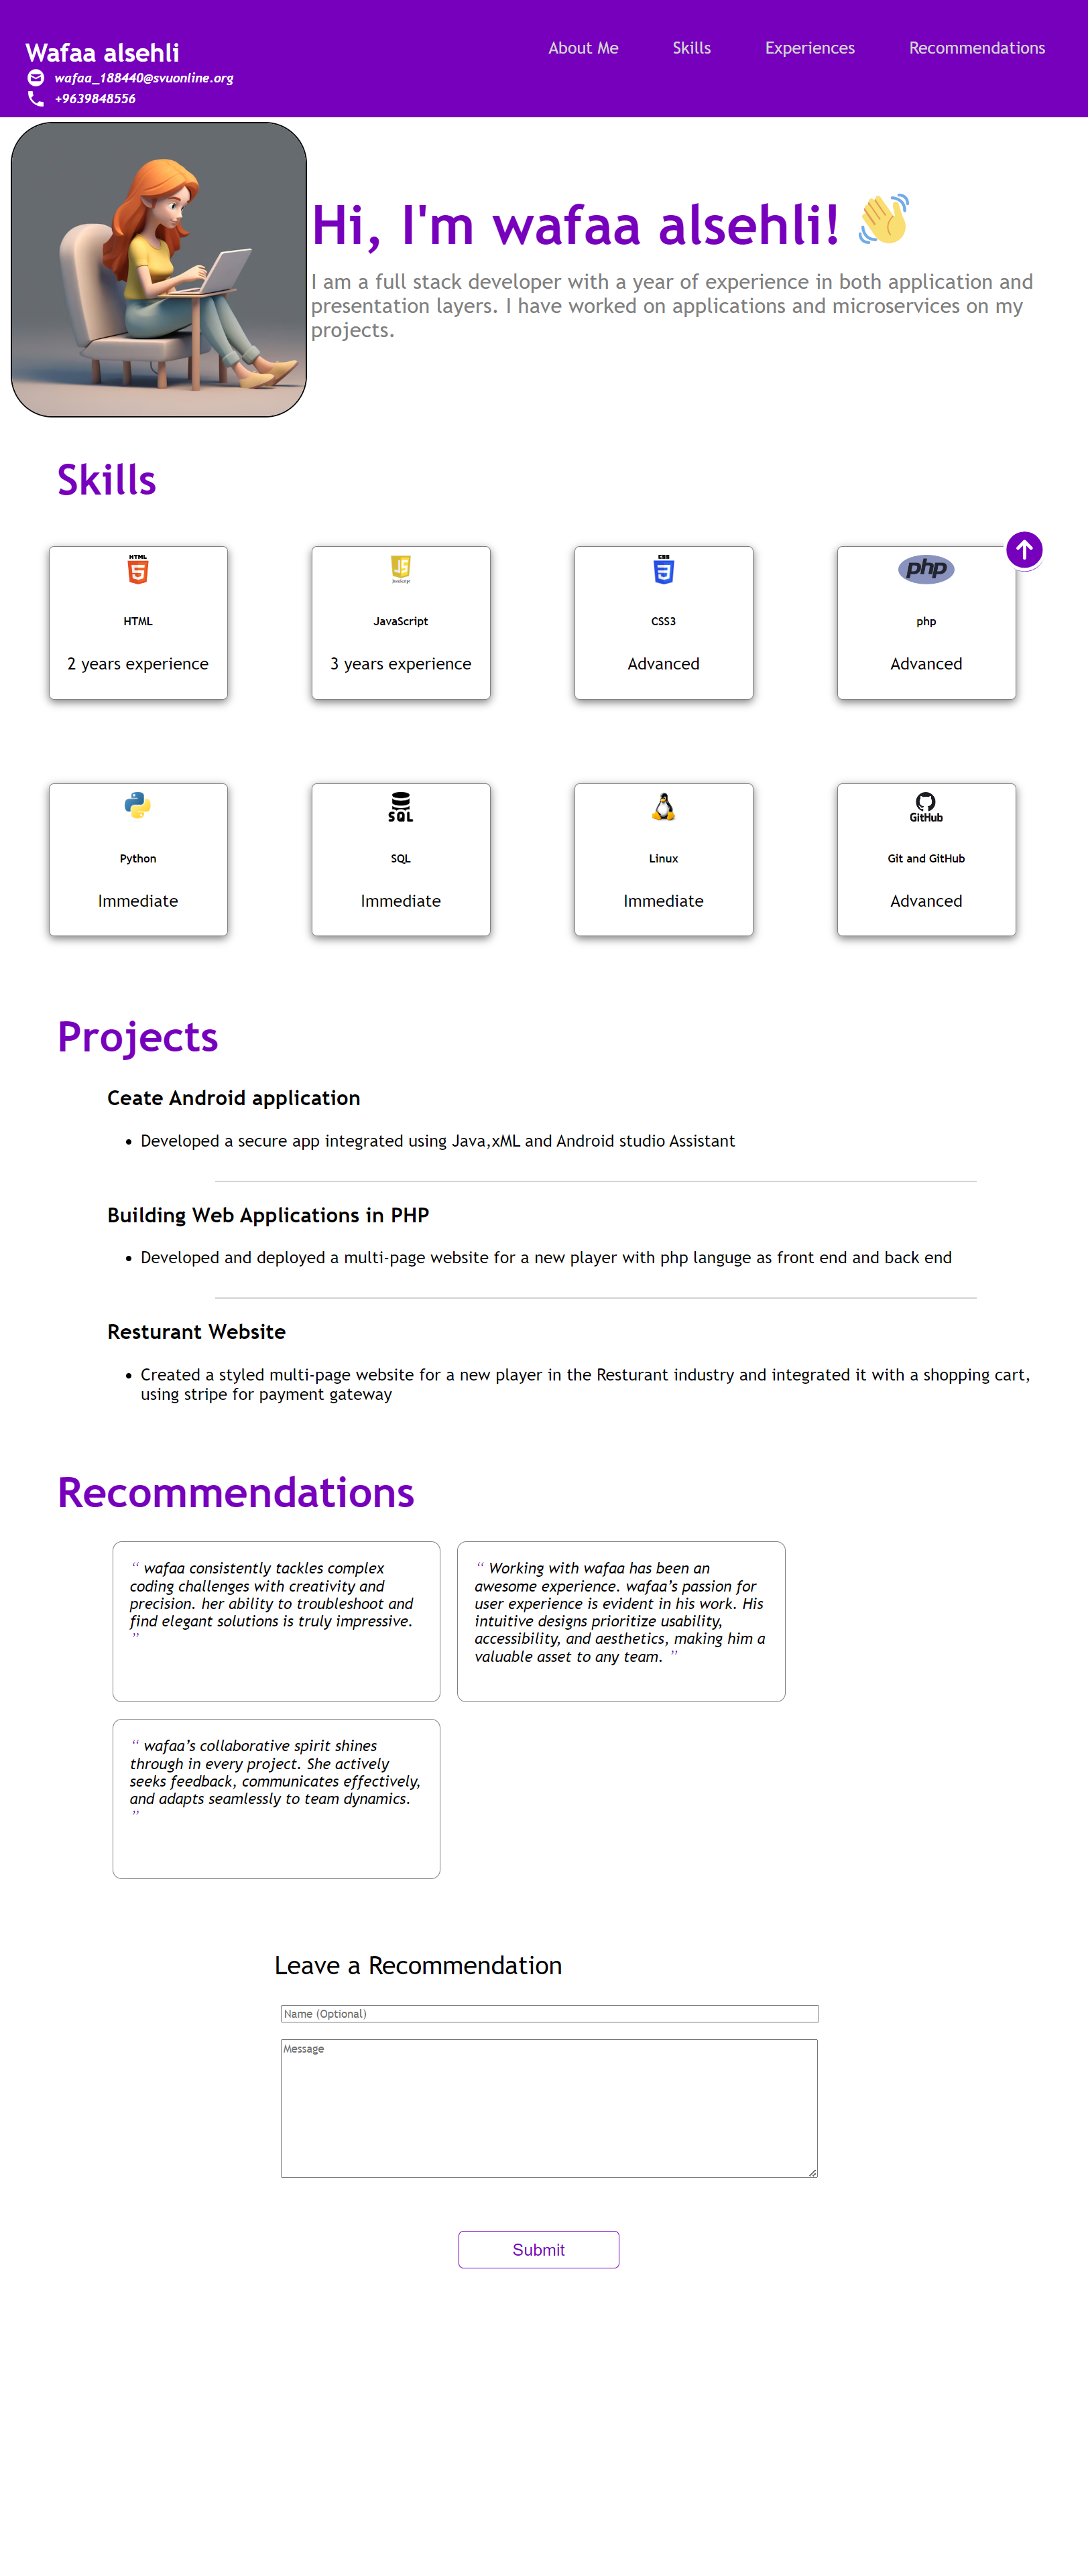 Wafaa alsehli
wafaa_188440@svuonline.org
+9639848556
About Me
Skills
Experiences
Recommendations
Hi, I'm wafaa alsehli!
I am a full stack developer with a year of experience in both application and
presentation layers. I have worked on applications and microservices on my
projects.
Skills
HTML
5
HTML
2 years experience
JS
JavaScript
JavaScript
3 years experience
CSS
3
CSS3
Advanced
php
php
Advanced
Python
Immediate
SQL
SQL
Immediate
Linux
Immediate
GitHub
Git and GitHub
Advanced
Projects
Ceate Android application
• Developed a secure app integrated using Java,xML and Android studio Assistant
Building Web Applications in PHP
• Developed and deployed a multi-page website for a new player with php languge as front end and back end
Resturant Website
• Created a styled multi-page website for a new player in the Resturant industry and integrated it with a shopping cart,
using stripe for payment gateway
Recommendations
“ wafaa consistently tackles complex
coding challenges with creativity and
precision. her ability to troubleshoot and
find elegant solutions is truly impressive.
”
“ Working with wafaa has been an
awesome experience. wafaa’s passion for
user experience is evident in his work. His
intuitive designs prioritize usability,
accessibility, and aesthetics, making him a
valuable asset to any team. ”
“ wafaa’s collaborative spirit shines
through in every project. She actively
seeks feedback, communicates effectively,
and adapts seamlessly to team dynamics.
”
Leave a Recommendation
Name (Optional)
Message
Submit